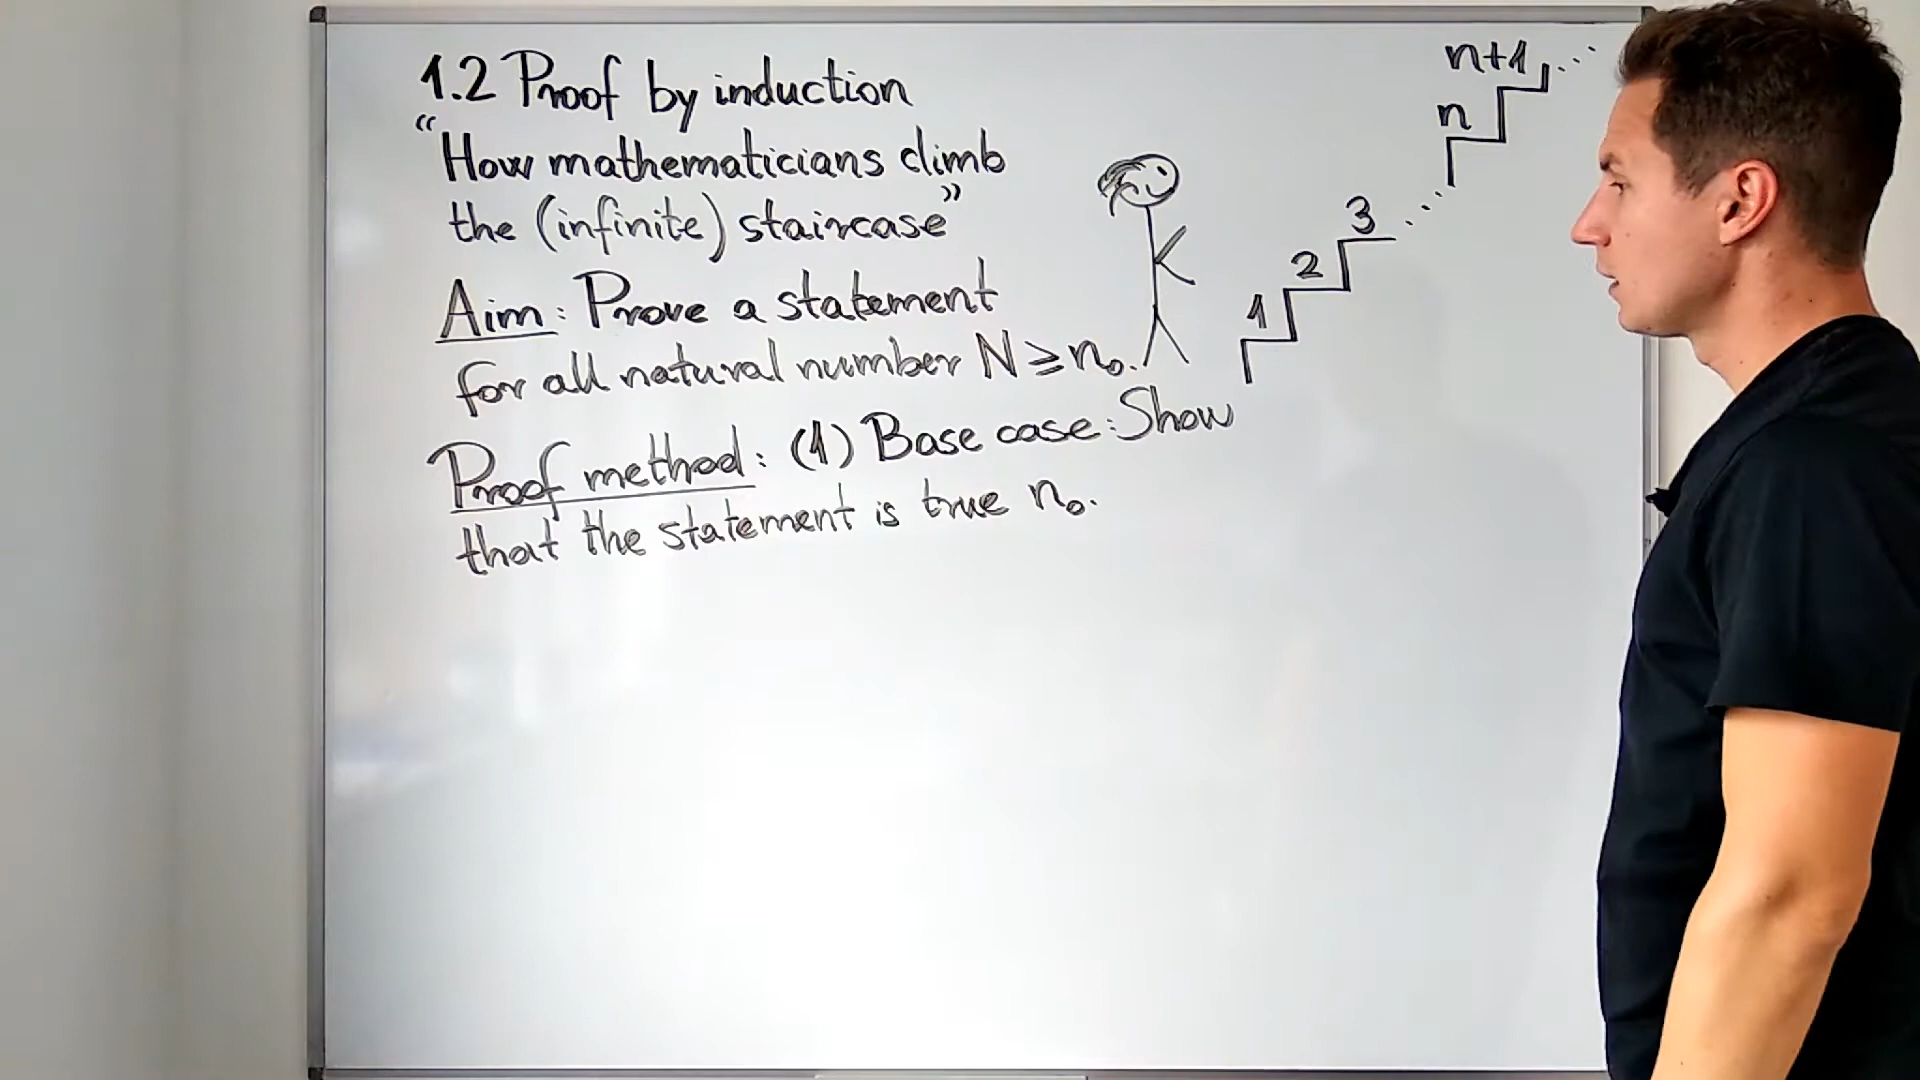 1.2 Proof by induction
"How mathematicians climb
the (infinite) staircase"
Aim: Prove a statement
for all natural number N ≥ n₀.
Proof method: (1) Base case: Show
that the statement is true n₀.
1
2
3
n
n+1